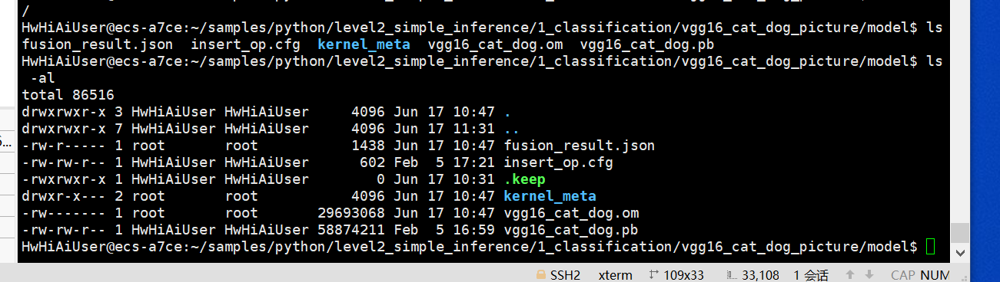 /
HwHiAiUser@ecs-a7ce:~/samples/python/level2_simple_inference/1_classification/vgg16_cat_dog_picture/model$ ls
fusion_result.json  insert_op.cfg  kernel_meta  vgg16_cat_dog.om  vgg16_cat_dog.pb
HwHiAiUser@ecs-a7ce:~/samples/python/level2_simple_inference/1_classification/vgg16_cat_dog_picture/model$ ls
 -al
total 86516
drwxrwxr-x 3 HwHiAiUser HwHiAiUser     4096 Jun 17 10:47 .
drwxrwxr-x 7 HwHiAiUser HwHiAiUser     4096 Jun 17 11:31 ..
-rw-r----- 1 root       root           1438 Jun 17 10:47 fusion_result.json
-rw-rw-r-- 1 HwHiAiUser HwHiAiUser      602 Feb  5 17:21 insert_op.cfg
-rwxrwxr-x 1 HwHiAiUser HwHiAiUser        0 Jun 17 10:31 .keep
drwxr-x--- 2 root       root           4096 Jun 17 10:47 kernel_meta
-rw------- 1 root       root       29693068 Jun 17 10:47 vgg16_cat_dog.om
-rw-rw-r-- 1 HwHiAiUser HwHiAiUser 58874211 Feb  5 16:59 vgg16_cat_dog.pb
HwHiAiUser@ecs-a7ce:~/samples/python/level2_simple_inference/1_classification/vgg16_cat_dog_picture/model$
SSH2 xterm 109x33 33,108 1 会话 CAP NUM